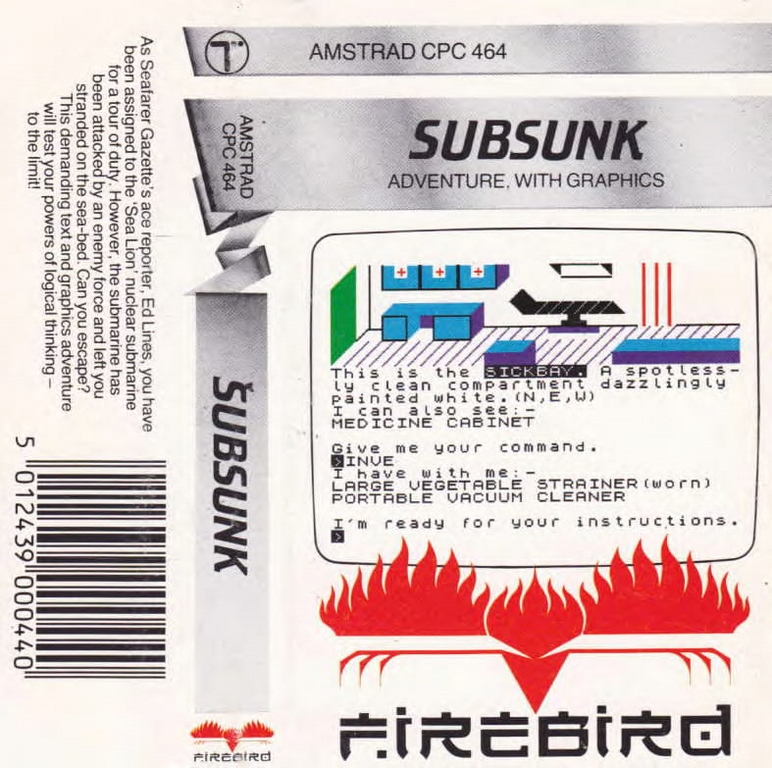 As Seafarer Gazette's ace reporter, Ed Lines, you have
been assigned to the 'Sea Lion' nuclear submarine
for a tour of duty. However, the submarine has
been attacked by an enemy force and left you
stranded on the sea-bed. Can you escape?
This demanding text and graphics adventure
will test your powers of logical thinking –
to the limit!
5 012439 000440
AMSTRAD
CPC 464
SUBSUNK
FIREBIRD
T
AMSTRAD CPC 464
SUBSUNK
ADVENTURE, WITH GRAPHICS
This is the SICKBAY. A spotless-
ly clean compartment dazzlingly
painted white.(N,E,W)
I can also see:-
MEDICINE CABINET
Give me your command.
>INVE
I have with me:-
LARGE VEGETABLE STRAINER(worn)
PORTABLE VACUUM CLEANER
I'm ready for your instructions.
>
FIREBIRD